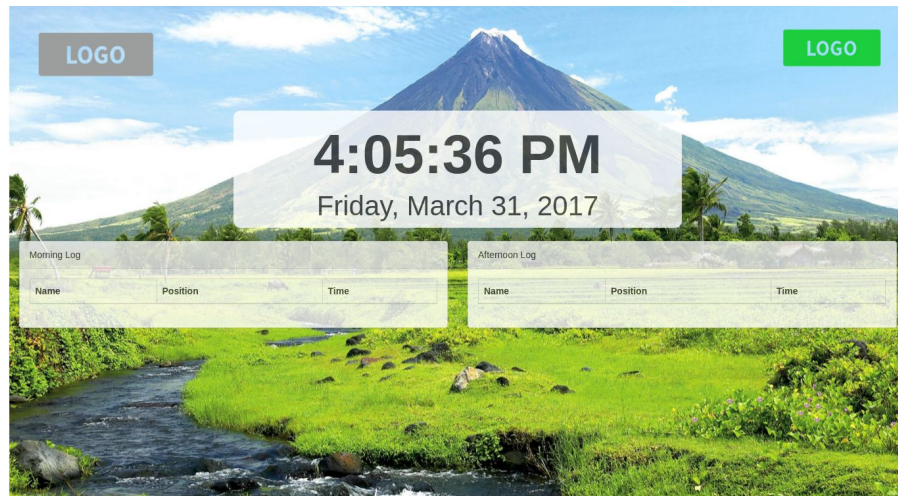 LOGO
LOGO
4:05:36 PM
Friday, March 31, 2017
Morning Log
Name Position Time
Afternoon Log
Name Position Time